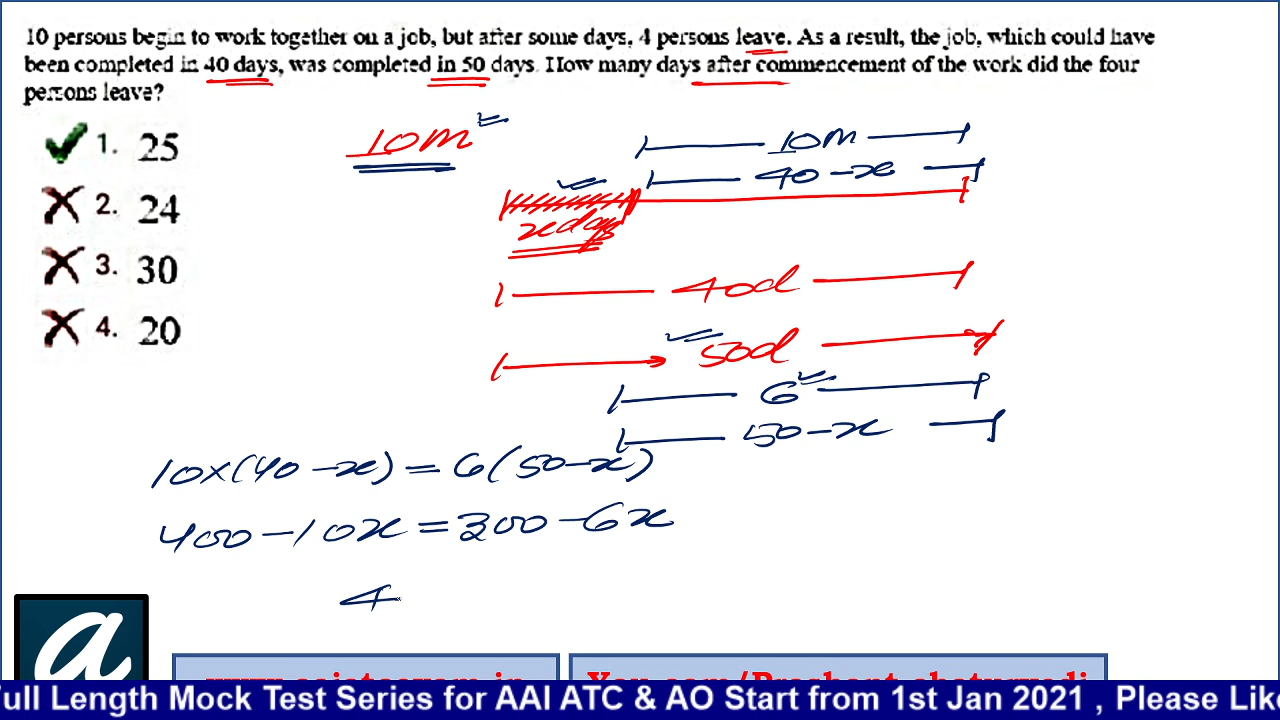 10 persons begin to work together on a job, but after some days, 4 persons leave. As a result, the job, which could have
been completed in 40 days, was completed in 50 days. How many days after commencement of the work did the four
persons leave?
1. 25
2. 24
3. 30
4. 20
10m
10m
40-x
x days
40d
50d
6
50-x
10×(40-x) = 6(50-x)
400-10x = 300-6x
4
a
Full Length Mock Test Series for AAI ATC & AO Start from 1st Jan 2021 , Please Like